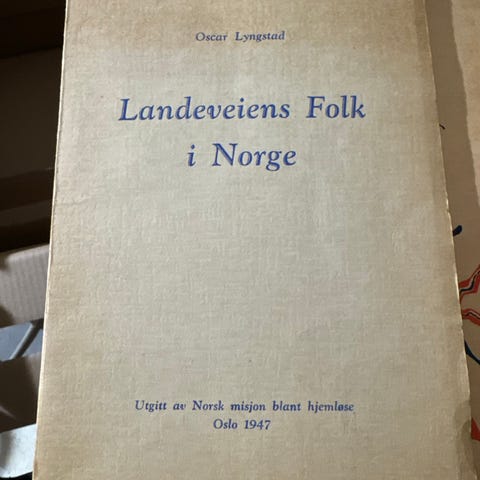 Oscar Lyngstad
Landeveiens Folk
i Norge
Utgitt av Norsk misjon blant hjemløse
Oslo 1947